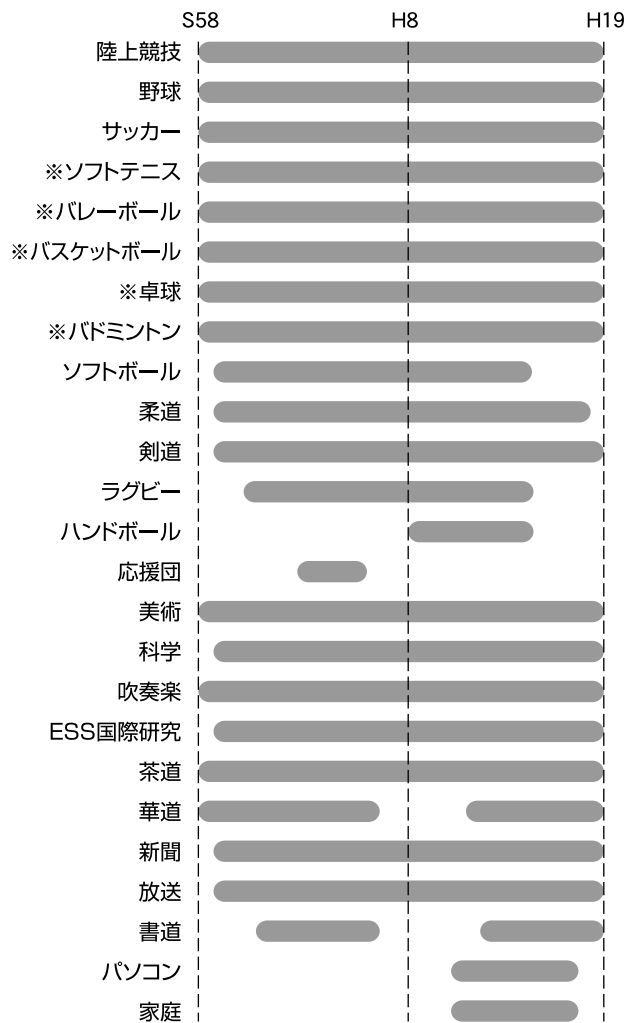 S58 H8 H19
陸上競技
野球
サッカー
※ソフトテニス
※バレーボール
※バスケットボール
※卓球
※バドミントン
ソフトボール
柔道
剣道
ラグビー
ハンドボール
応援団
美術
科学
吹奏楽
ESS国際研究
茶道
華道
新聞
放送
書道
パソコン
家庭